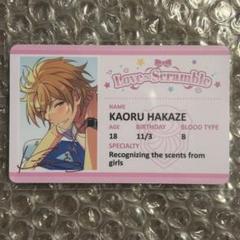 Love×Scramble
NAME
KAORU HAKAZE
AGE BIRTHDAY BLOOD TYPE
18 11/3 B
SPECIALTY
Recognizing the scents from
girls